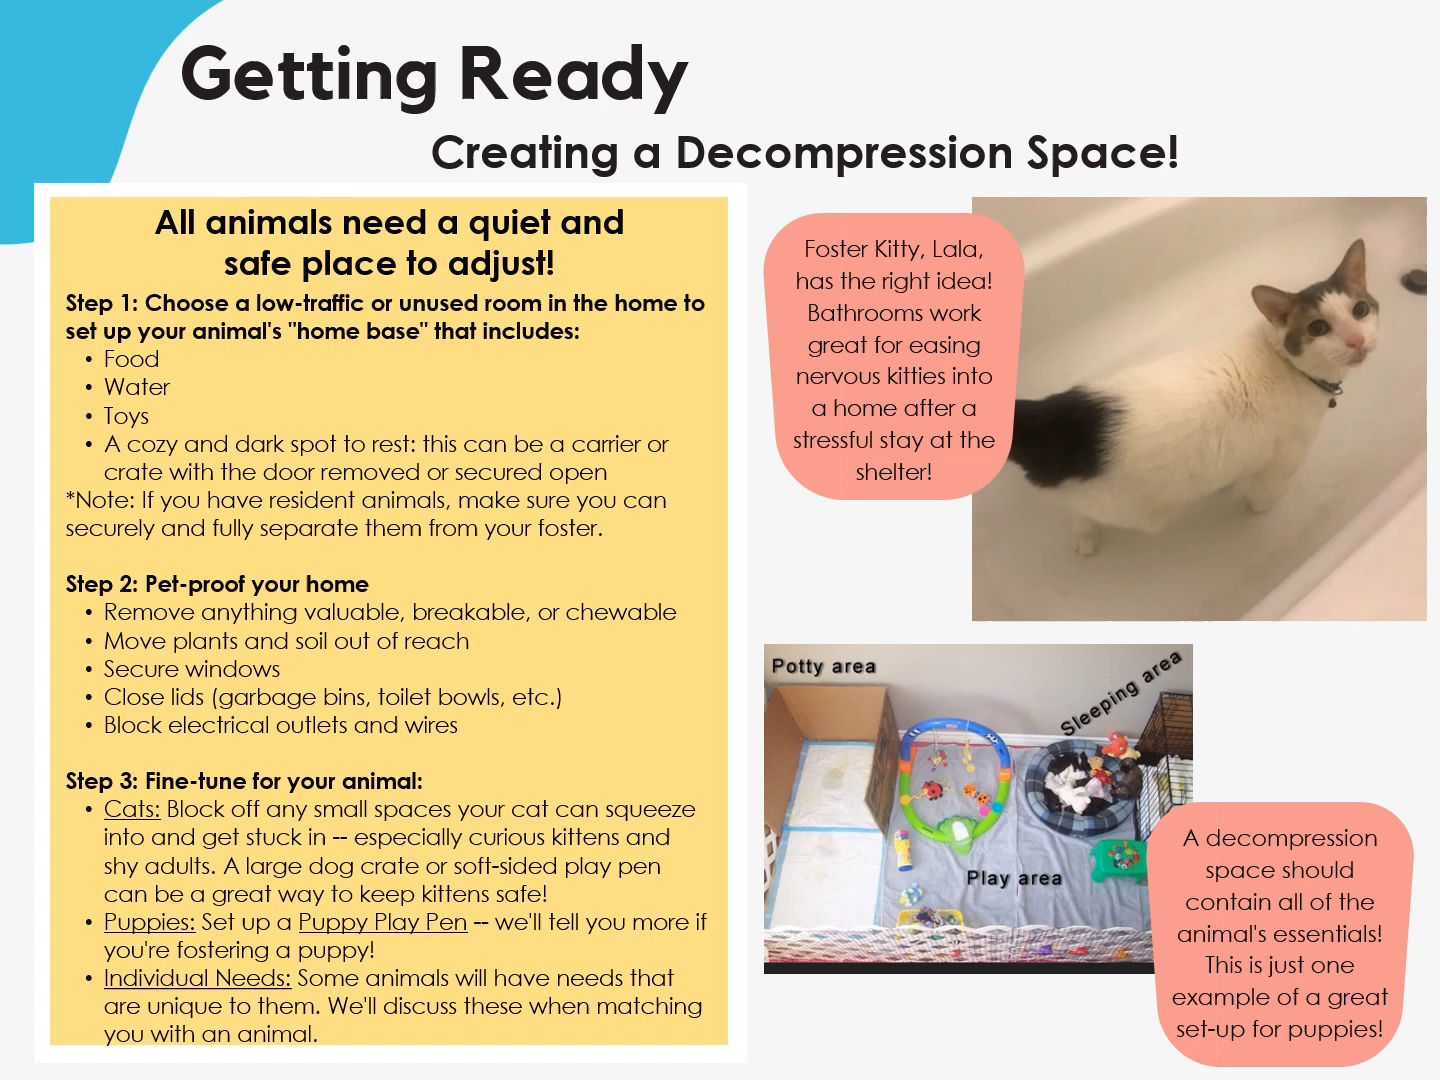 Getting Ready
Creating a Decompression Space!
All animals need a quiet and
safe place to adjust!
Step 1: Choose a low-traffic or unused room in the home to
set up your animal's "home base" that includes:
• Food
• Water
• Toys
• A cozy and dark spot to rest: this can be a carrier or
crate with the door removed or secured open
*Note: If you have resident animals, make sure you can
securely and fully separate them from your foster.
Step 2: Pet-proof your home
• Remove anything valuable, breakable, or chewable
• Move plants and soil out of reach
• Secure windows
• Close lids (garbage bins, toilet bowls, etc.)
• Block electrical outlets and wires
Step 3: Fine-tune for your animal:
• Cats: Block off any small spaces your cat can squeeze
into and get stuck in -- especially curious kittens and
shy adults. A large dog crate or soft-sided play pen
can be a great way to keep kittens safe!
• Puppies: Set up a Puppy Play Pen -- we'll tell you more if
you're fostering a puppy!
• Individual Needs: Some animals will have needs that
are unique to them. We'll discuss these when matching
you with an animal.
Foster Kitty, Lala,
has the right idea!
Bathrooms work
great for easing
nervous kitties into
a home after a
stressful stay at the
shelter!
Potty area
Sleeping area
Play area
A decompression
space should
contain all of the
animal's essentials!
This is just one
example of a great
set-up for puppies!